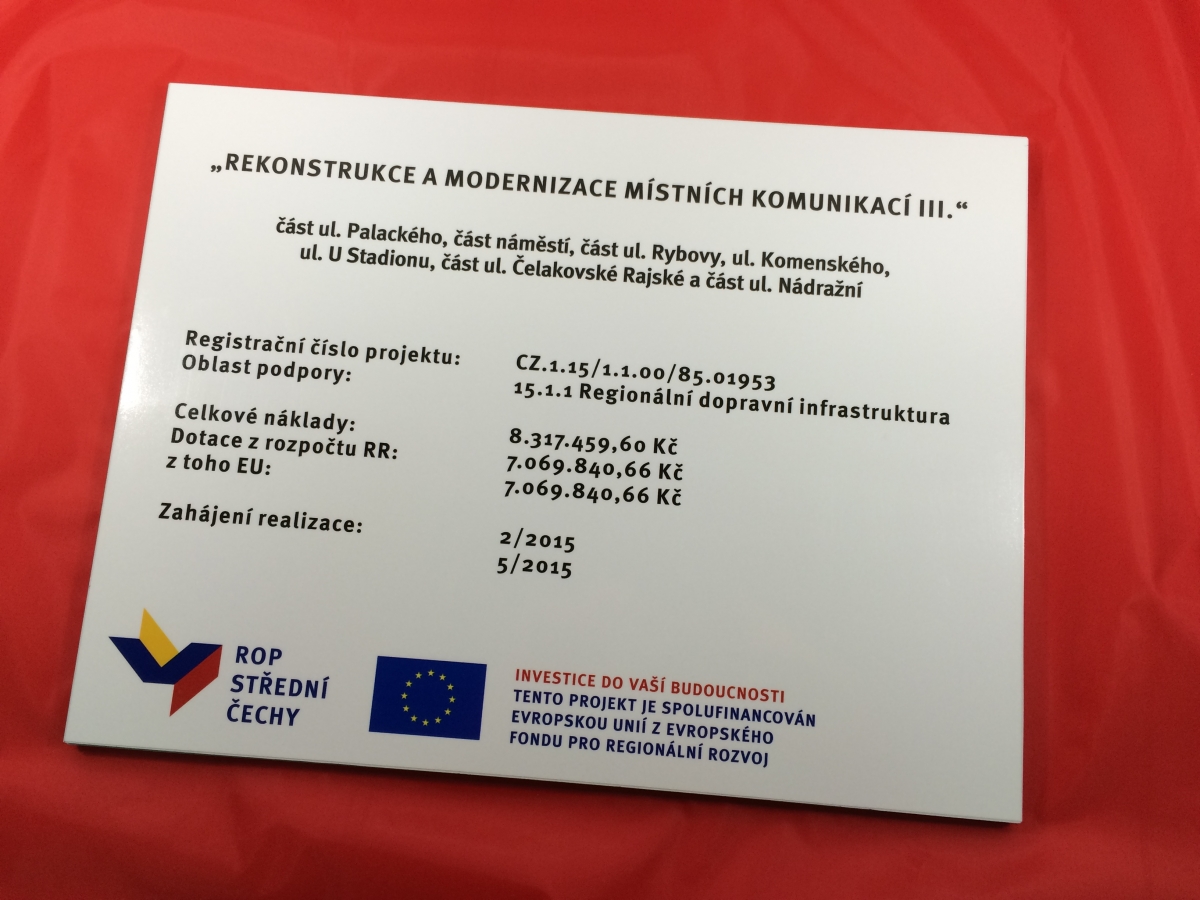 „REKONSTRUKCE A MODERNIZACE MÍSTNÍCH KOMUNIKACÍ III.“
část ul. Palackého, část náměstí, část ul. Rybovy, ul. Komenského,
ul. U Stadionu, část ul. Čelakovské Rajské a část ul. Nádražní
Registrační číslo projektu: CZ.1.15/1.1.00/85.01953
Oblast podpory: 15.1.1 Regionální dopravní infrastruktura
Celkové náklady: 8.317.459,60 Kč
Dotace z rozpočtu RR: 7.069.840,66 Kč
z toho EU: 7.069.840,66 Kč
Zahájení realizace: 2/2015
5/2015
ROP
STŘEDNÍ
ČECHY
INVESTICE DO VAŠÍ BUDOUCNOSTI
TENTO PROJEKT JE SPOLUFINANCOVÁN
EVROPSKOU UNIÍ Z EVROPSKÉHO
FONDU PRO REGIONÁLNÍ ROZVOJ